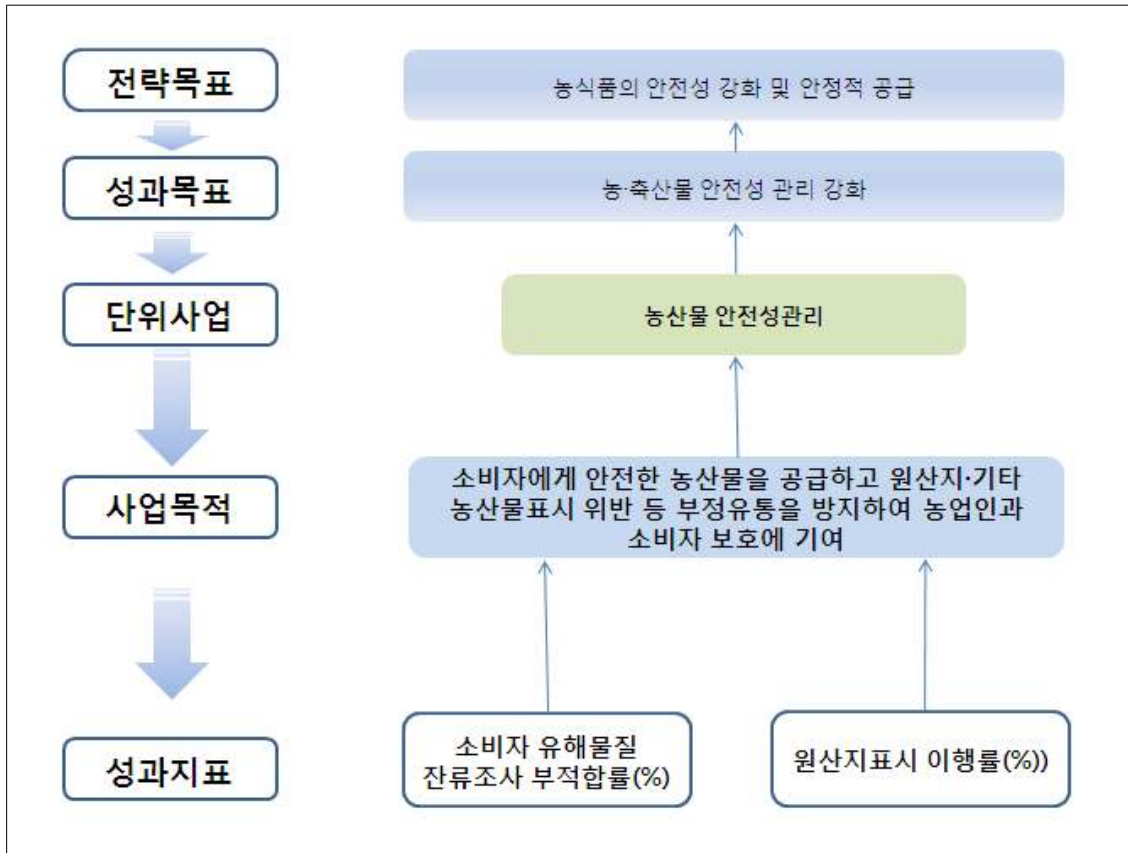 전략목표
농식품의 안전성 강화 및 안정적 공급
성과목표
농·축산물 안전성 관리 강화
단위사업
농산물 안전성관리
사업목적
소비자에게 안전한 농산물을 공급하고 원산지·기타
농산물표시 위반 등 부정유통을 방지하여 농업인과
소비자 보호에 기여
성과지표
소비자 유해물질
잔류조사 부적합률(%)
원산지표시 이행률(%))